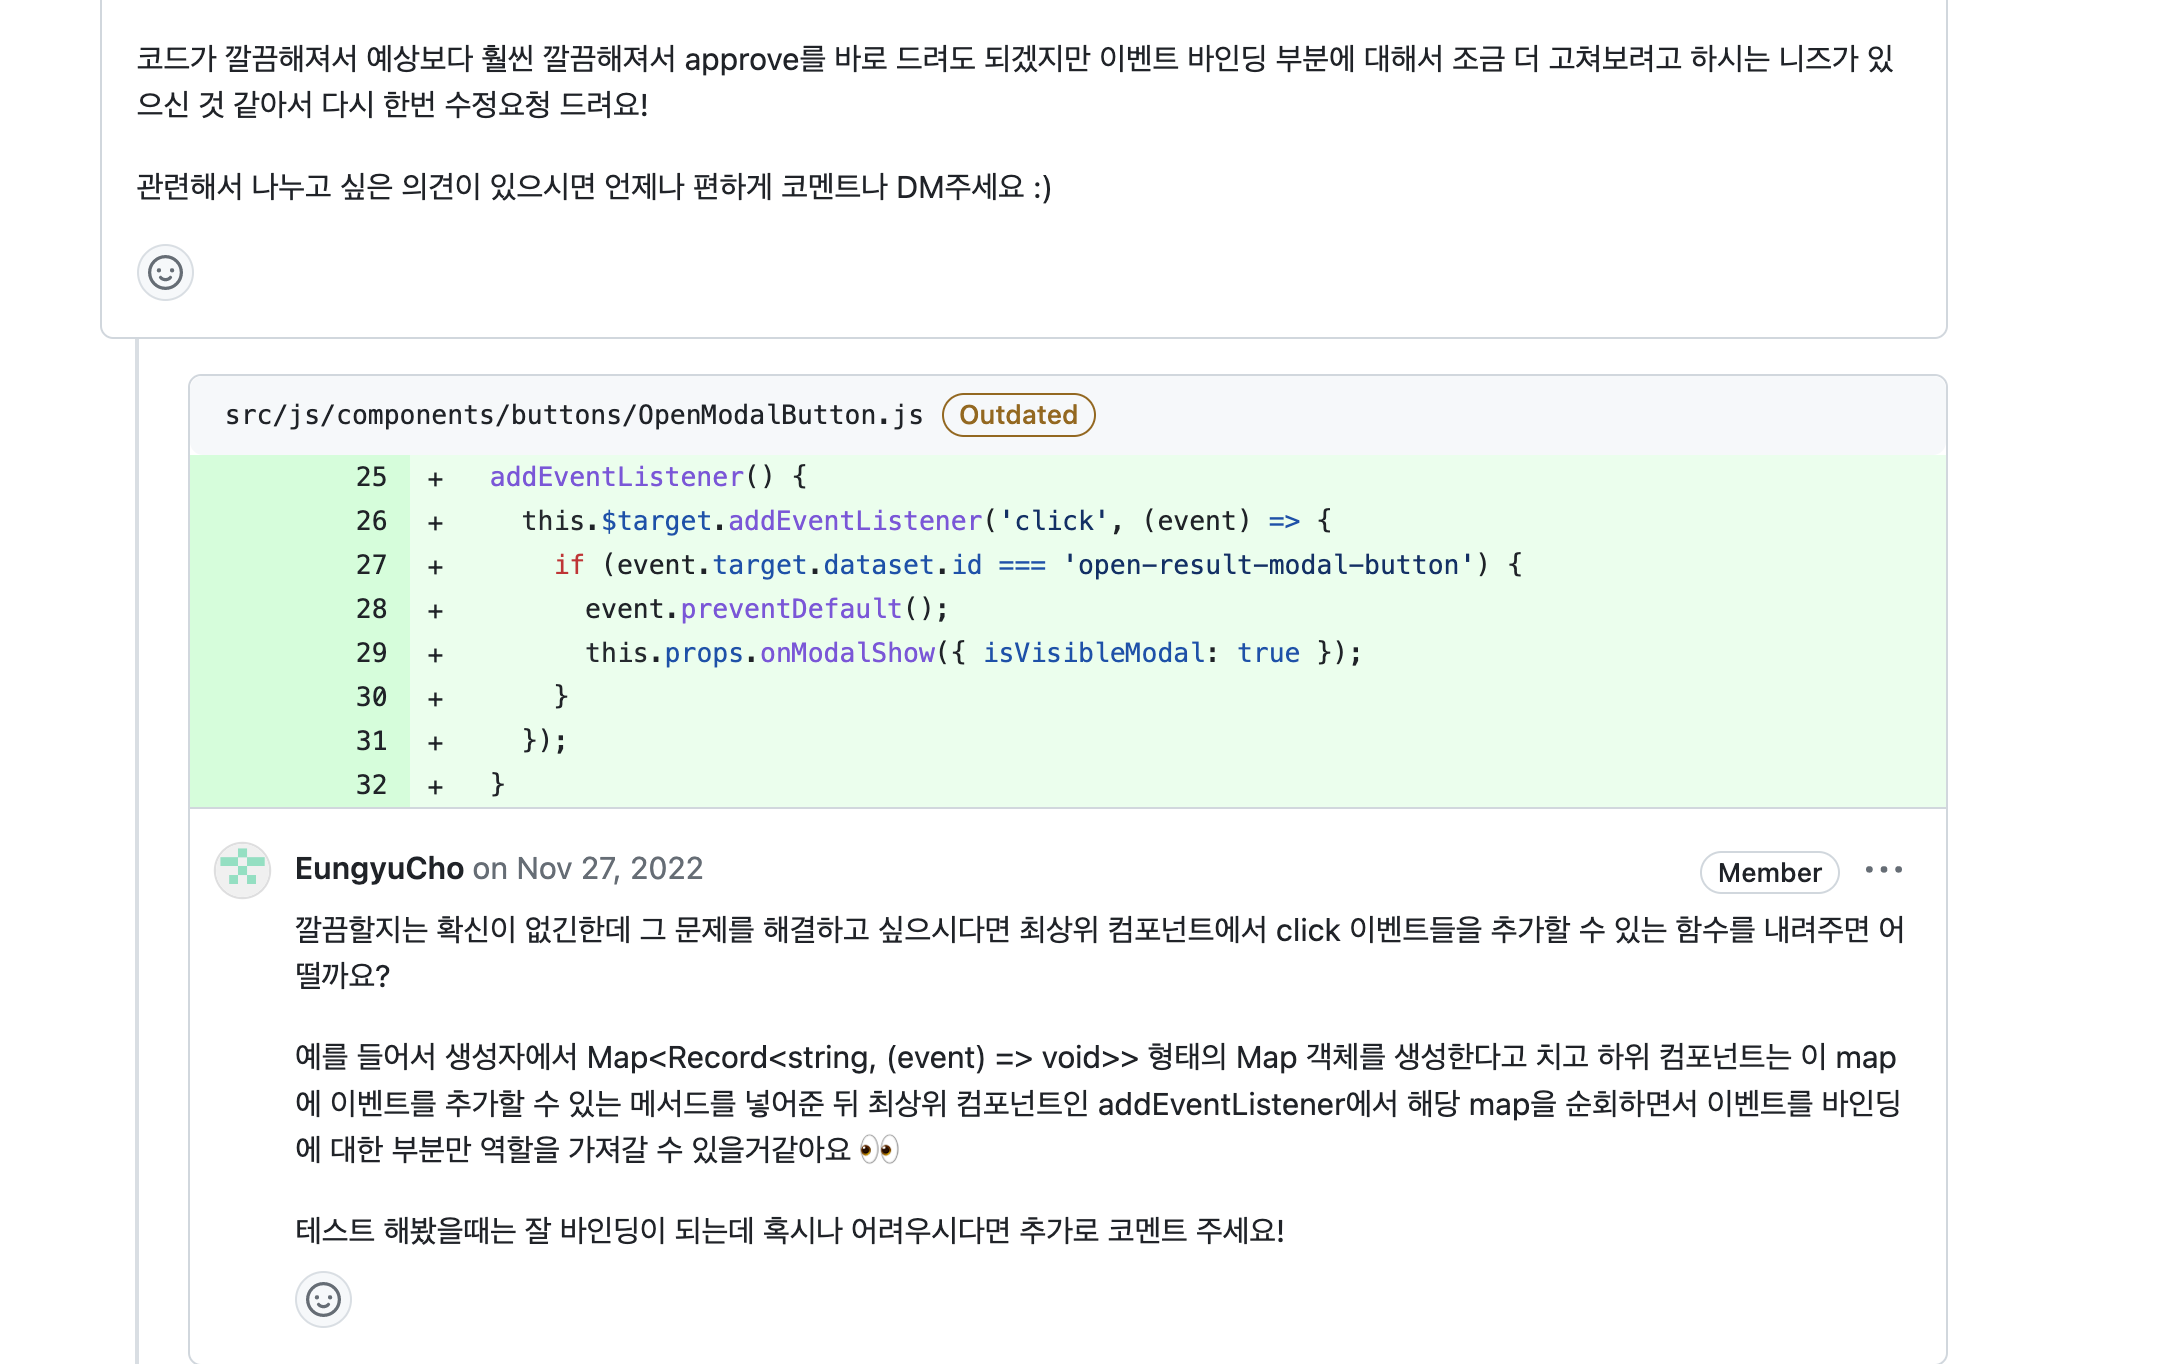 코드가 깔끔해져서 예상보다 훨씬 깔끔해져서 approve를 바로 드려도 되겠지만 이벤트 바인딩 부분에 대해서 조금 더 고쳐보려고 하시는 니즈가 있
으신 것 같아서 다시 한번 수정요청 드려요!
관련해서 나누고 싶은 의견이 있으시면 언제나 편하게 코멘트나 DM주세요 :)
src/js/components/buttons/OpenModalButton.js Outdated
25 + addEventListener() {
26 + this.$target.addEventListener('click', (event) => {
27 + if (event.target.dataset.id === 'open-result-modal-button') {
28 + event.preventDefault();
29 + this.props.onModalShow({ isVisibleModal: true });
30 + }
31 + });
32 + }
EungyuCho on Nov 27, 2022 Member ...
깔끔할지는 확신이 없긴한데 그 문제를 해결하고 싶으시다면 최상위 컴포넌트에서 click 이벤트들을 추가할 수 있는 함수를 내려주면 어
떨까요?
예를 들어서 생성자에서 Map<Record<string, (event) => void>> 형태의 Map 객체를 생성한다고 치고 하위 컴포넌트는 이 map
에 이벤트를 추가할 수 있는 메서드를 넣어준 뒤 최상위 컴포넌트인 addEventListener에서 해당 map을 순회하면서 이벤트를 바인딩
에 대한 부분만 역할을 가져갈 수 있을거같아요 👀
테스트 해봤을때는 잘 바인딩이 되는데 혹시나 어려우시다면 추가로 코멘트 주세요!